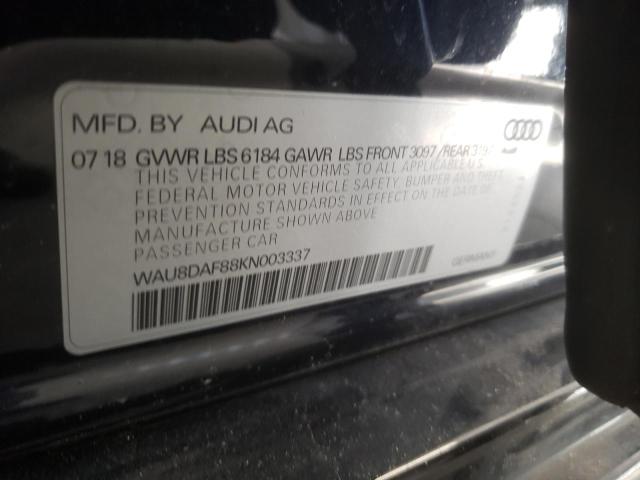 MFD. BY AUDI AG
07 18 GVWR LBS 6184 GAWR LBS FRONT 3097 / REAR
THIS VEHICLE CONFORMS TO ALL APPLICABLE U.S.
FEDERAL MOTOR VEHICLE SAFETY, BUMPER AND THEFT
PREVENTION STANDARDS IN EFFECT ON THE DATE OF
MANUFACTURE SHOWN ABOVE
PASSENGER CAR
WAU8DAF88KN003337
GERMANY